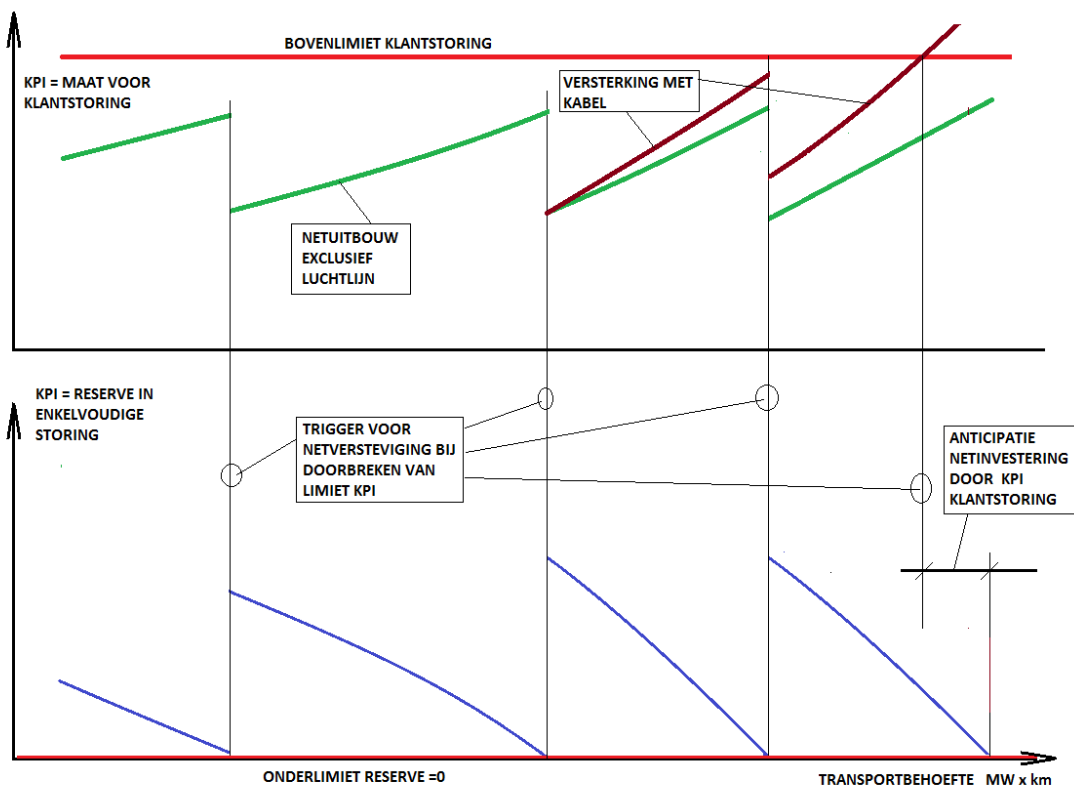 BOVENLIMIET KLANTSTORING
KPI = MAAT VOOR
KLANTSTORING
VERSTERKING MET
KABEL
NETUITBOUW
EXCLUSIEF
LUCHTLIJN
KPI = RESERVE IN
ENKELVOUDIGE
STORING
TRIGGER VOOR
NETVERSTEVIGING BIJ
DOORBREKEN VAN
LIMIET KPI
ANTICIPATIE
NETINVESTERING
DOOR KPI
KLANTSTORING
ONDERLIMIET RESERVE =0
TRANSPORTBEHOEFTE MW x km